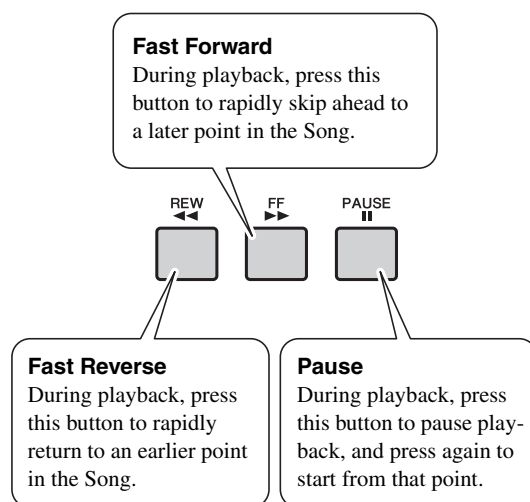 Fast Forward
During playback, press this
button to rapidly skip ahead to
a later point in the Song.
REW
FF
PAUSE
Fast Reverse
During playback, press
this button to rapidly
return to an earlier point
in the Song.
Pause
During playback, press
this button to pause play-
back, and press again to
start from that point.